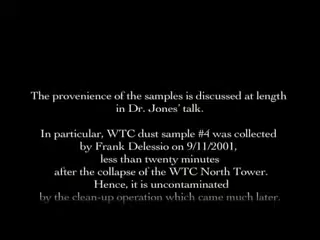 The provenience of the samples is discussed at length
in Dr. Jones' talk.
In particular, WTC dust sample #4 was collected
by Frank Delessio on 9/11/2001,
less than twenty minutes
after the collapse of the WTC North Tower.
Hence, it is uncontaminated
by the clean-up operation which came much later.